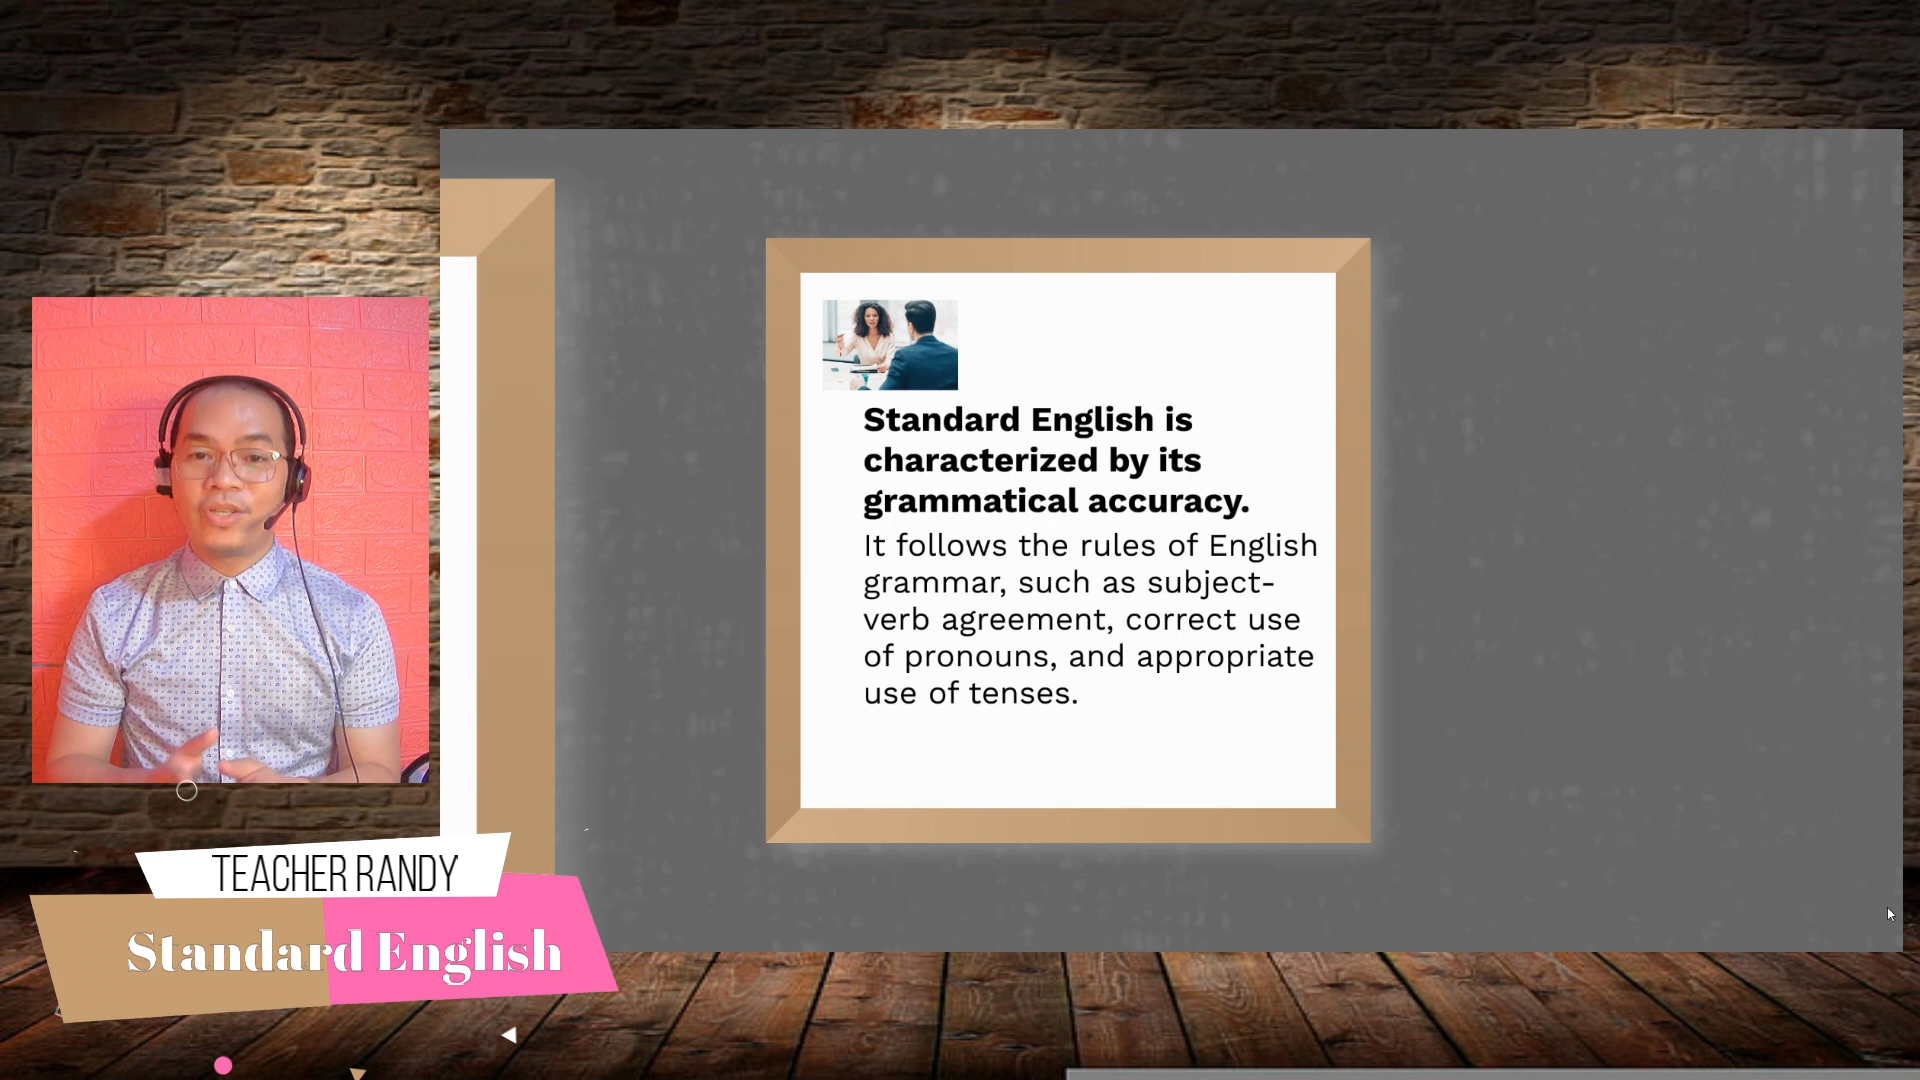 Standard English is
characterized by its
grammatical accuracy.
It follows the rules of English
grammar, such as subject-
verb agreement, correct use
of pronouns, and appropriate
use of tenses.
TEACHER RANDY
Standard English